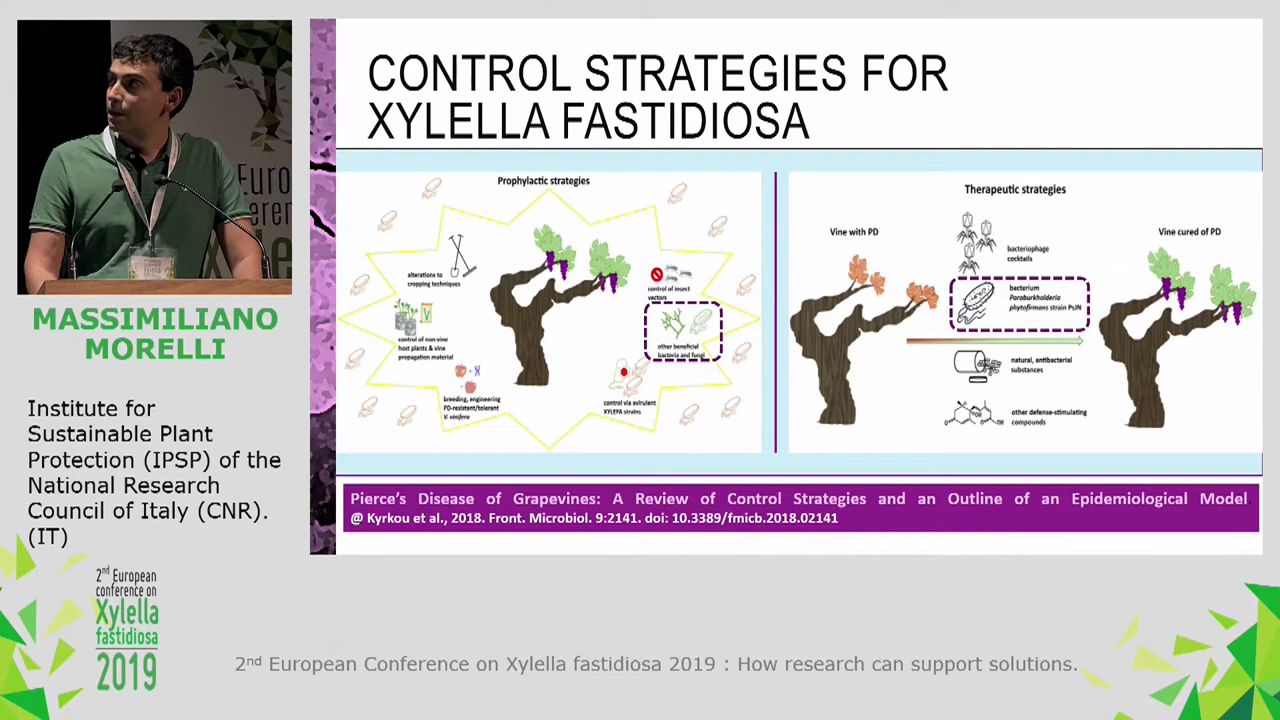 CONTROL STRATEGIES FOR
XYLELLA FASTIDIOSA
Prophylactic strategies
alterations to
cropping techniques
control of non-vine
host plants & vine
propagation material
breeding, engineering
PD-resistant/tolerant
V. vinifera
control of insect
vectors
other beneficial
bacteria and fungi
control via avirulent
XYLEFA strains
Therapeutic strategies
Vine with PD
Vine cured of PD
bacteriophage
cocktails
bacterium
Paraburkholderia
phytofirmans strain PsJN
natural, antibacterial
substances
other defense-stimulating
compounds
Pierce's Disease of Grapevines: A Review of Control Strategies and an Outline of an Epidemiological Model.
@ Kyrkou et al., 2018. Front. Microbiol. 9:2141. doi: 10.3389/fmicb.2018.02141
MASSIMILIANO
MORELLI
Institute for
Sustainable Plant
Protection (IPSP) of the
National Research
Council of Italy (CNR).
(IT)
2nd European
conference on
Xylella
fastidiosa
2019
2nd European Conference on Xylella fastidiosa 2019 : How research can support solutions.